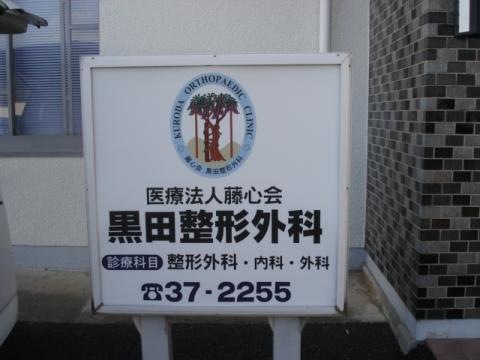 KURODA ORTHOPAEDIC CLINIC
藤心会 黒田整形外科
医療法人藤心会
黒田整形外科
診療科目 整形外科・内科・外科
☎37-2255